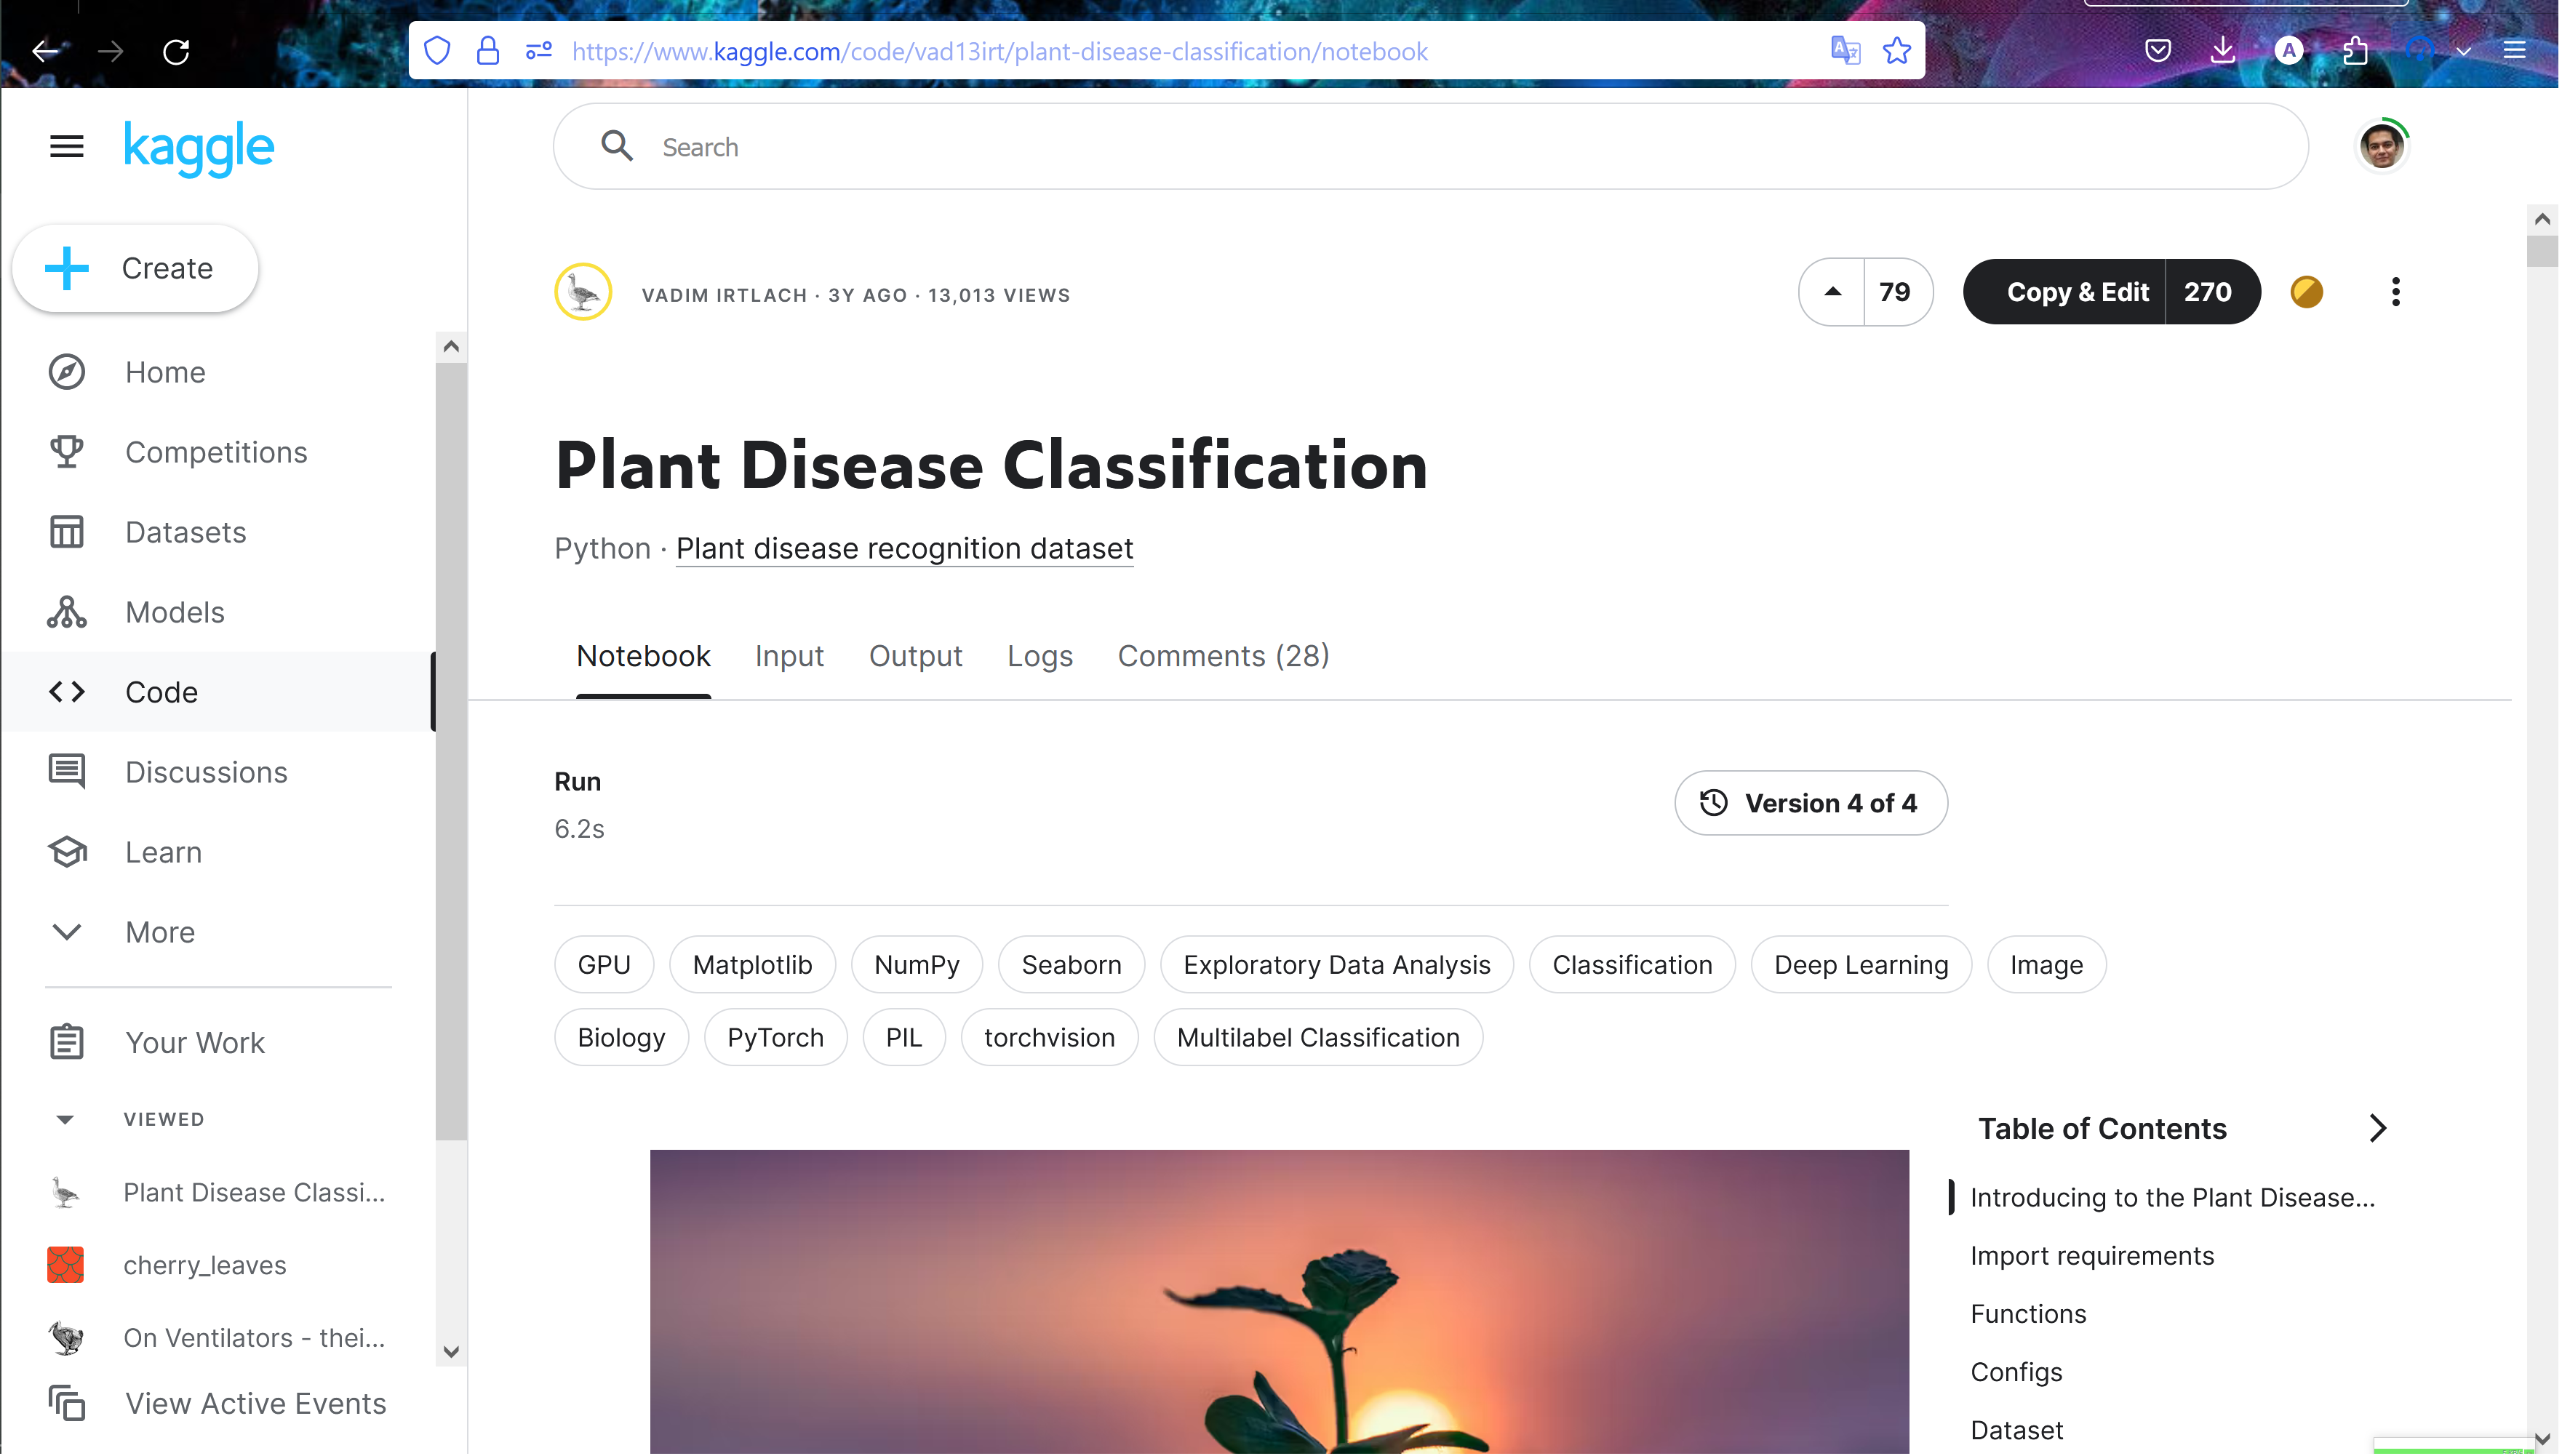 https://www.kaggle.com/code/vad13irt/plant-disease-classification/notebook
A
kaggle
Search
Create
Home
Competitions
Datasets
Models
Code
Discussions
Learn
More
Your Work
VIEWED
Plant Disease Classi...
cherry_leaves
On Ventilators - thei...
View Active Events
VADIM IRTLACH · 3Y AGO · 13,013 VIEWS
79
Copy & Edit 270
Plant Disease Classification
Python · Plant disease recognition dataset
Notebook Input Output Logs Comments (28)
Run
6.2s
Version 4 of 4
GPU Matplotlib NumPy Seaborn Exploratory Data Analysis Classification Deep Learning Image
Biology PyTorch PIL torchvision Multilabel Classification
Table of Contents
Introducing to the Plant Disease...
Import requirements
Functions
Configs
Dataset